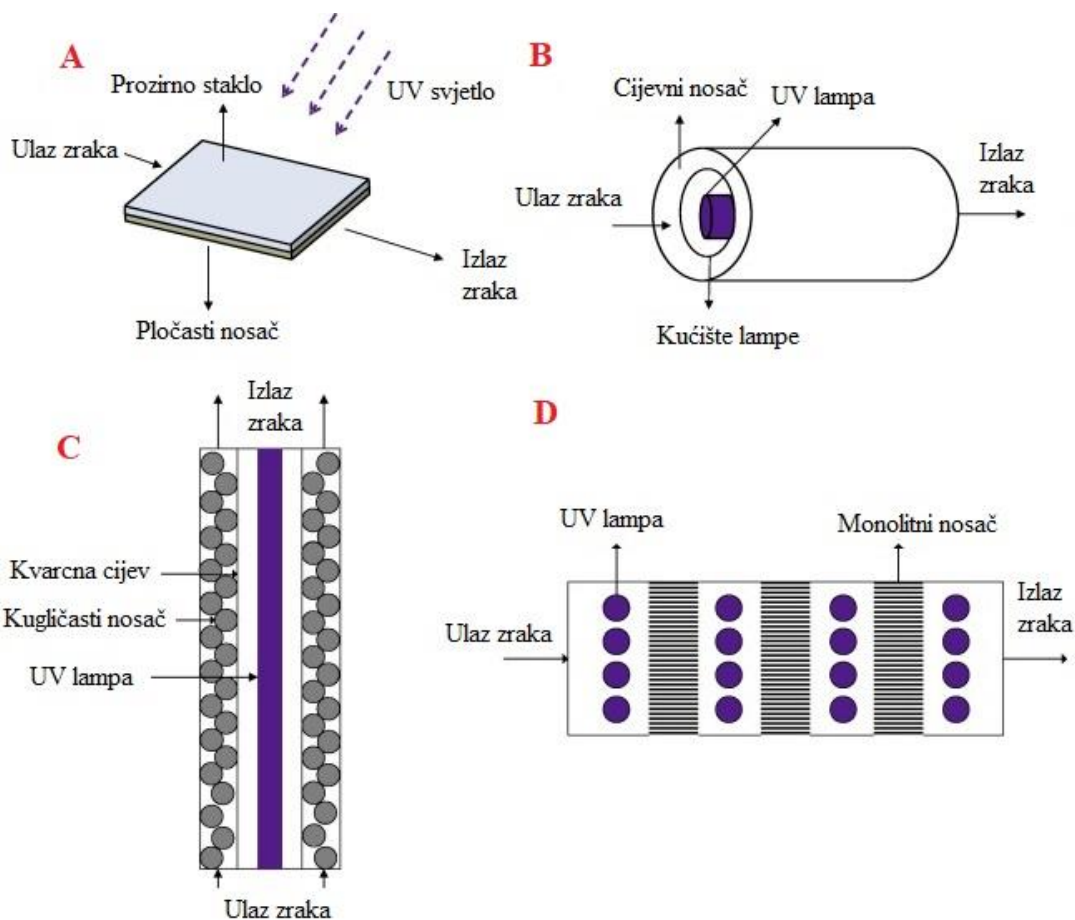 A
Prozirno staklo
UV svjetlo
Ulaz zraka
Izlaz
zraka
Pločasti nosač
B
Cijevni nosač
UV lampa
Ulaz zraka
Izlaz
zraka
Kućište lampe
C
Izlaz
zraka
Kvarcna cijev
Kugličasti nosač
UV lampa
Ulaz zraka
D
UV lampa
Monolitni nosač
Ulaz zraka
Izlaz
zraka